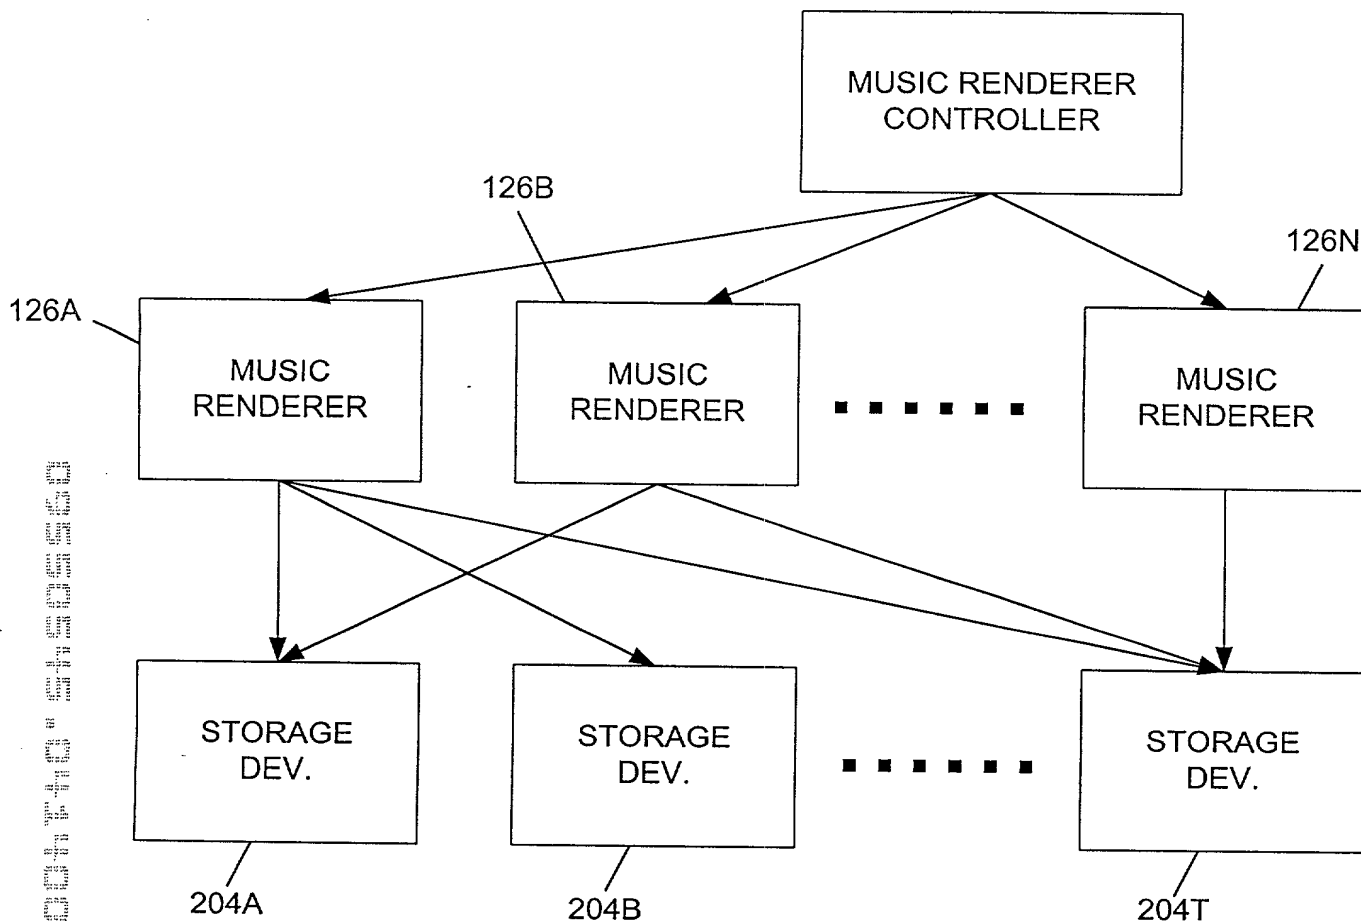 MUSIC RENDERER
CONTROLLER
126B
126N
126A
MUSIC
RENDERER
MUSIC
RENDERER
MUSIC
RENDERER
STORAGE
DEV.
STORAGE
DEV.
STORAGE
DEV.
204A
204B
204T